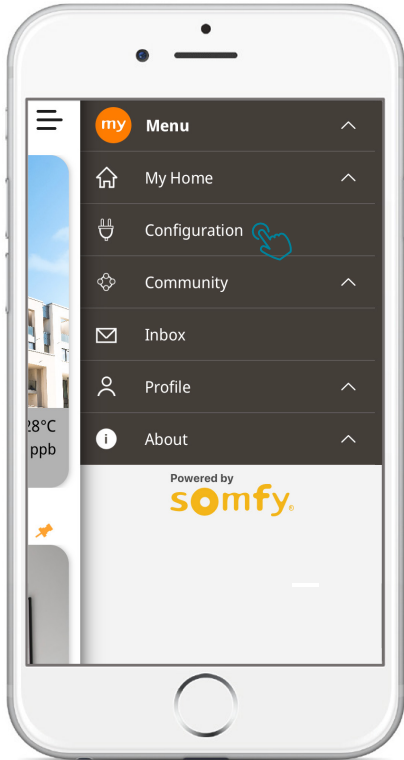 my Menu
My Home
Configuration
Community
Inbox
Profile
i About
28°C
ppb
Powered by
somfy®